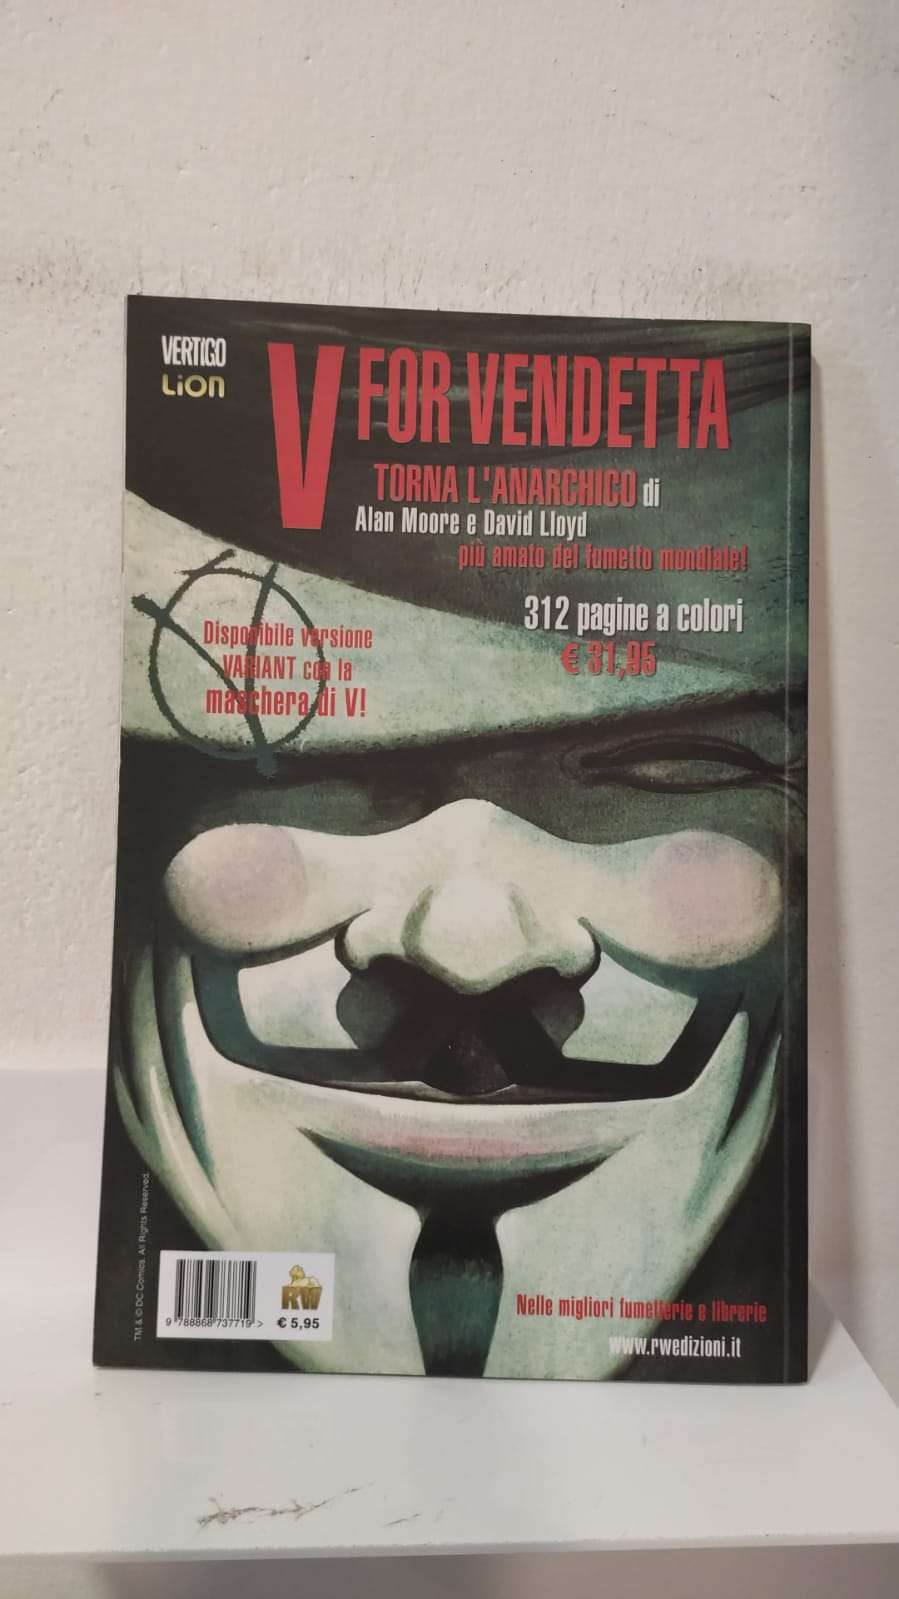 VERTIGO
LION
V FOR VENDETTA
TORNA L'ANARCHICO di
Alan Moore e David Lloyd
più amato del fumetto mondiale!
312 pagine a colori
€ 31,95
Disponibile versione
VARIANT con la
maschera di V!
TM & © DC Comics. All Rights Reserved.
9 788868 737719 >
RW
€ 5,95
Nelle migliori fumetterie e librerie
www.rwedizioni.it